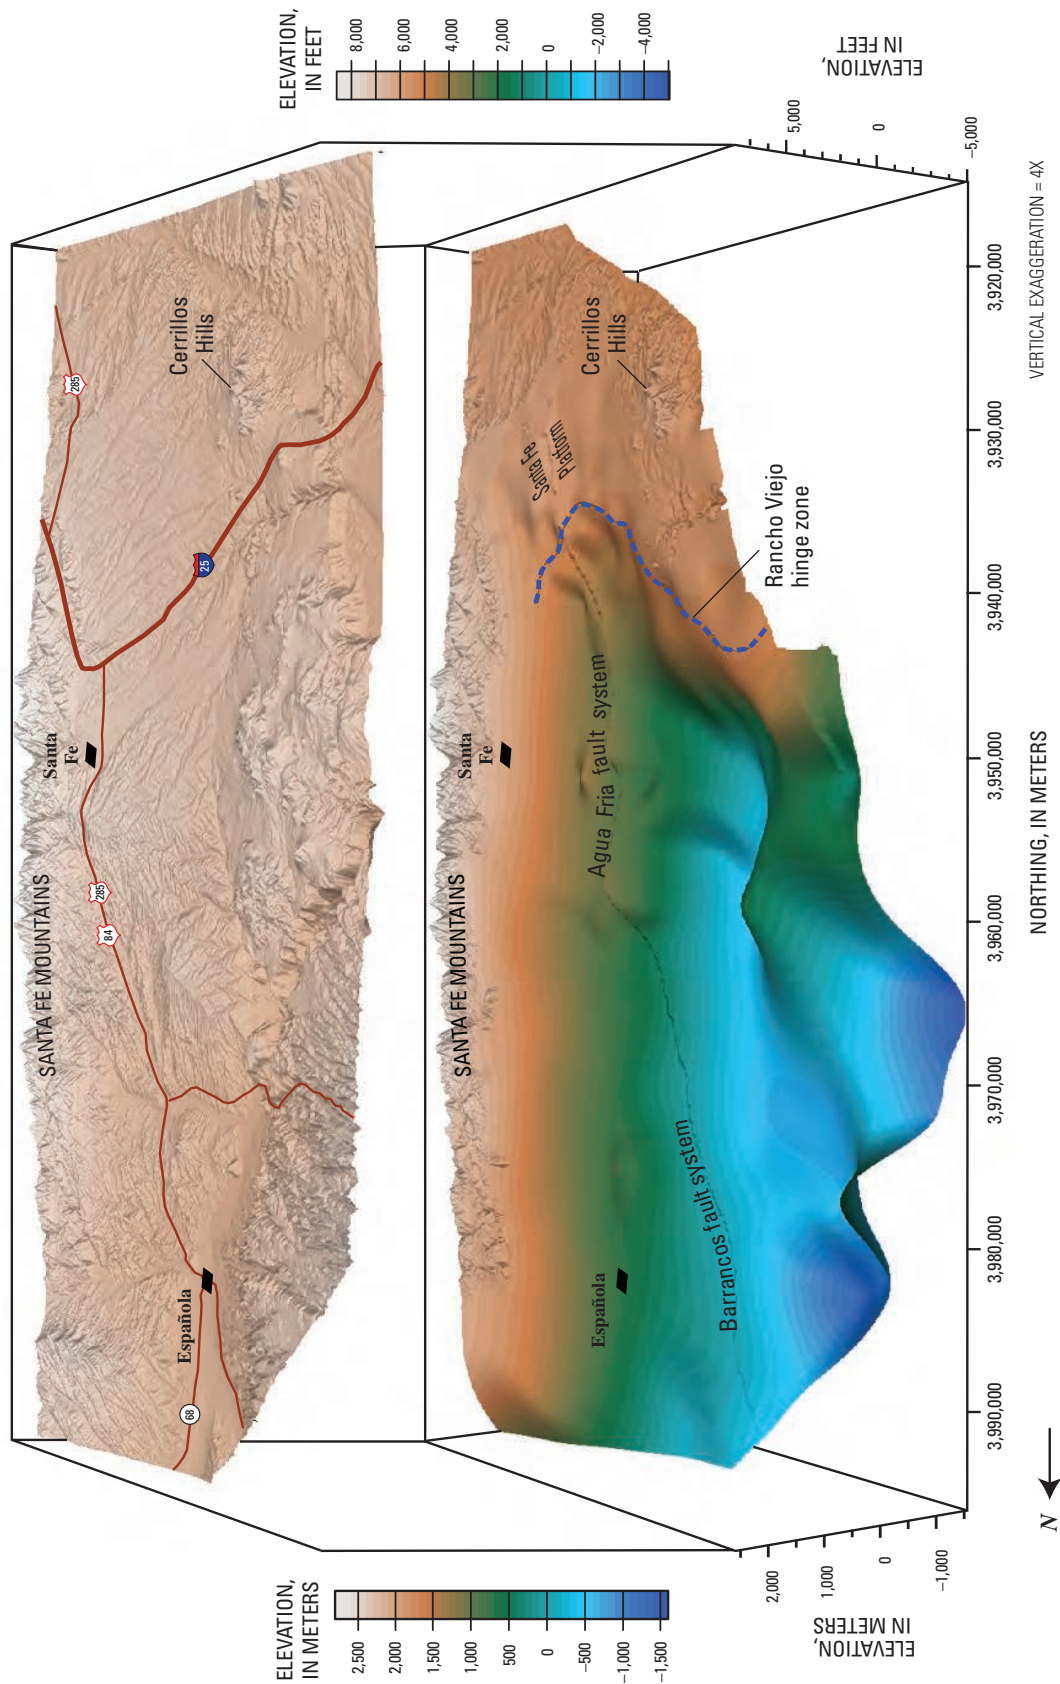 ELEVATION,
IN METERS
2,500
2,000
1,500
1,000
500
0
−500
−1,000
−1,500
ELEVATION,
IN FEET
8,000
6,000
4,000
2,000
0
−2,000
−4,000
SANTA FE MOUNTAINS
Santa
Fe
Española
Cerrillos
Hills
68
84
285
25
285
SANTA FE MOUNTAINS
Santa
Fe
Española
Santa Fe
Platform
Cerrillos
Hills
Agua Fria fault system
Barrancos fault system
Rancho Viejo
hinge zone
2,000
1,000
0
−1,000
ELEVATION,
IN METERS
5,000
0
−5,000
ELEVATION,
IN FEET
3,990,000
3,980,000
3,970,000
3,960,000
3,950,000
3,940,000
3,930,000
3,920,000
NORTHING, IN METERS
N
VERTICAL EXAGGERATION = 4X